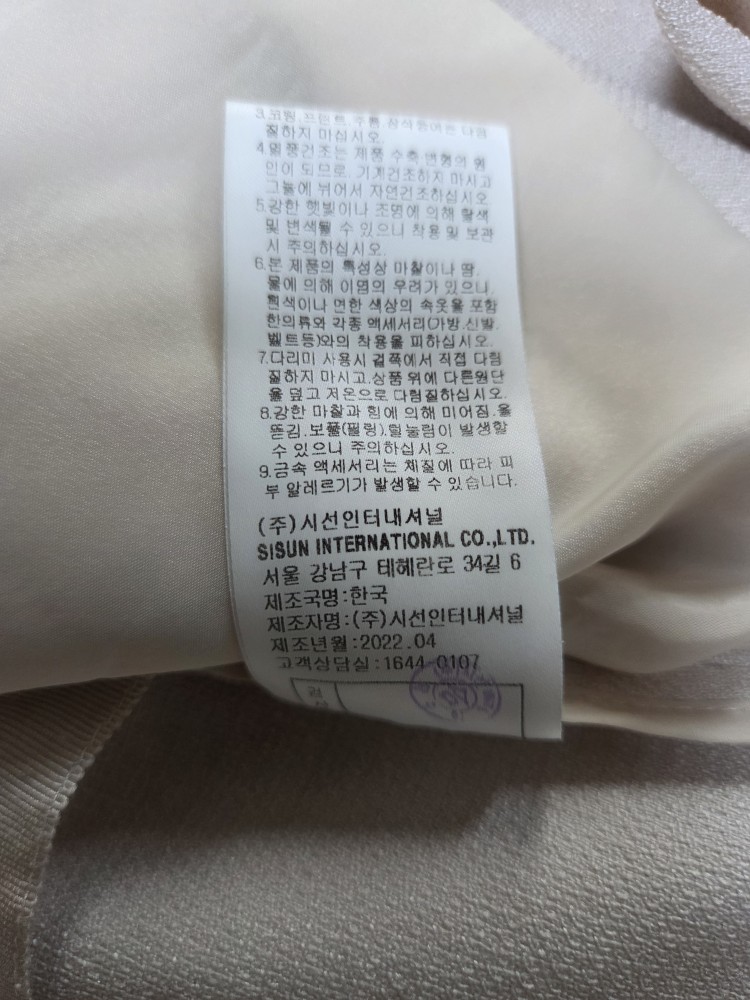 3.코팅.프린트.주름.장식등에는 다림
질하지 마십시오.
4.열풍건조는 제품 수축 변형의 원
인이 되므로, 기계건조하지 마시고
그늘에 뉘어서 자연건조하십시오
5.강한 햇빛이나 조명에 의해 탈색
및 변색될 수 있으니 착용 및 보관
시 주의하십시오.
6.본 제품의 특성상 마찰이나 땀.
물에 의해 이염의 우려가 있으니,
흰색이나 연한 색상의 속옷을 포함
한의류와 각종 액세서리(가방.신발.
벨트등)와의 착용을 피하십시오.
7.다리미 사용시 겉쪽에서 직접 다림
질하지 마시고.상품 위에 다른원단
을 덮고 저온으로 다림질하십시오.
8.강한 마찰과 힘에 의해 미어짐.올
뜯김.보풀(필링).털눌림이 발생할
수 있으니 주의하십시오.
9.금속 액세서리는 체질에 따라 피
부 알레르기가 발생할 수 있습니다.
(주)시선인터내셔널
SISUN INTERNATIONAL CO.,LTD.
서울 강남구 테헤란로 34길 6
제조국명:한국
제조자명:(주)시선인터내셔널
제조년월:2022.04
고객상담실:1644-0107
검